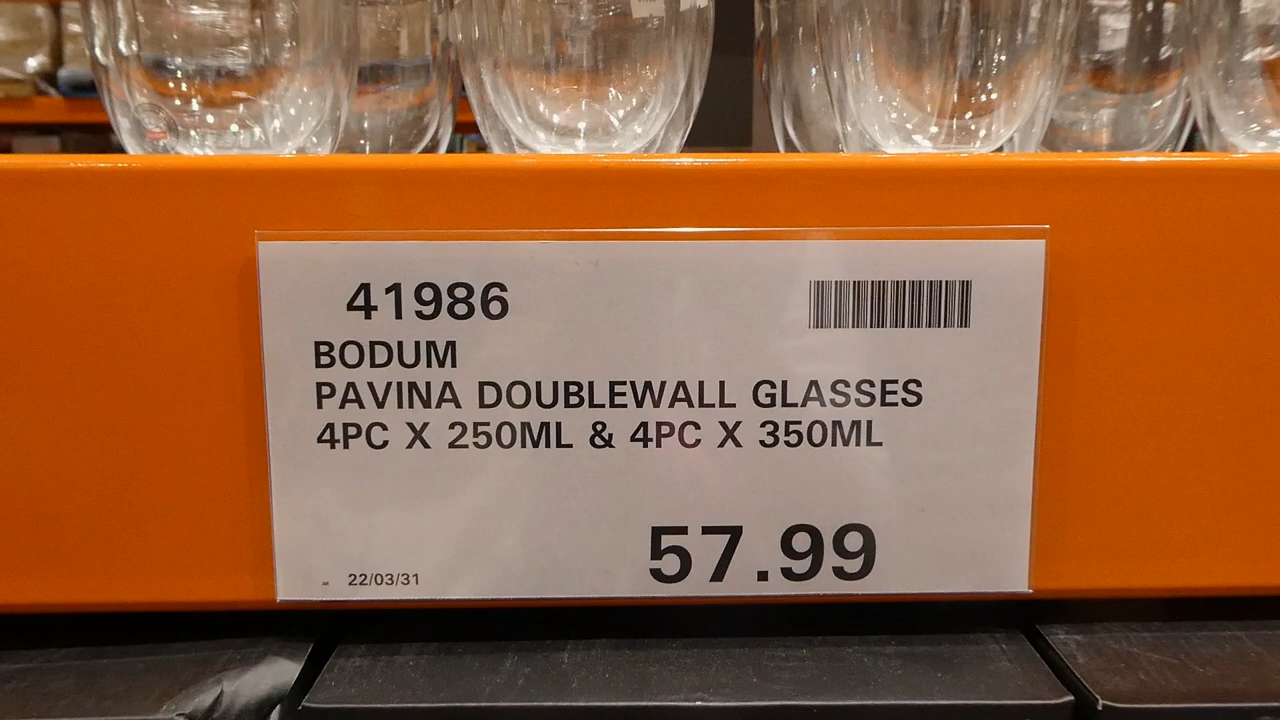 41986
BODUM
PAVINA DOUBLEWALL GLASSES
4PC X 250ML & 4PC X 350ML
57.99
22/03/31